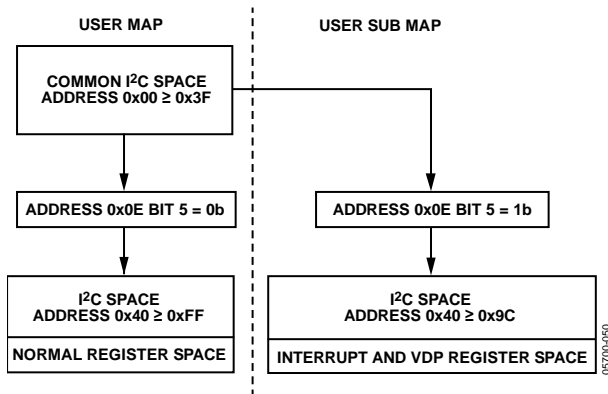 USER MAP
USER SUB MAP
COMMON I²C SPACE
ADDRESS 0x00 ≥ 0x3F
ADDRESS 0x0E BIT 5 = 0b
ADDRESS 0x0E BIT 5 = 1b
I²C SPACE
ADDRESS 0x40 ≥ 0xFF
NORMAL REGISTER SPACE
I²C SPACE
ADDRESS 0x40 ≥ 0x9C
INTERRUPT AND VDP REGISTER SPACE
05700-050